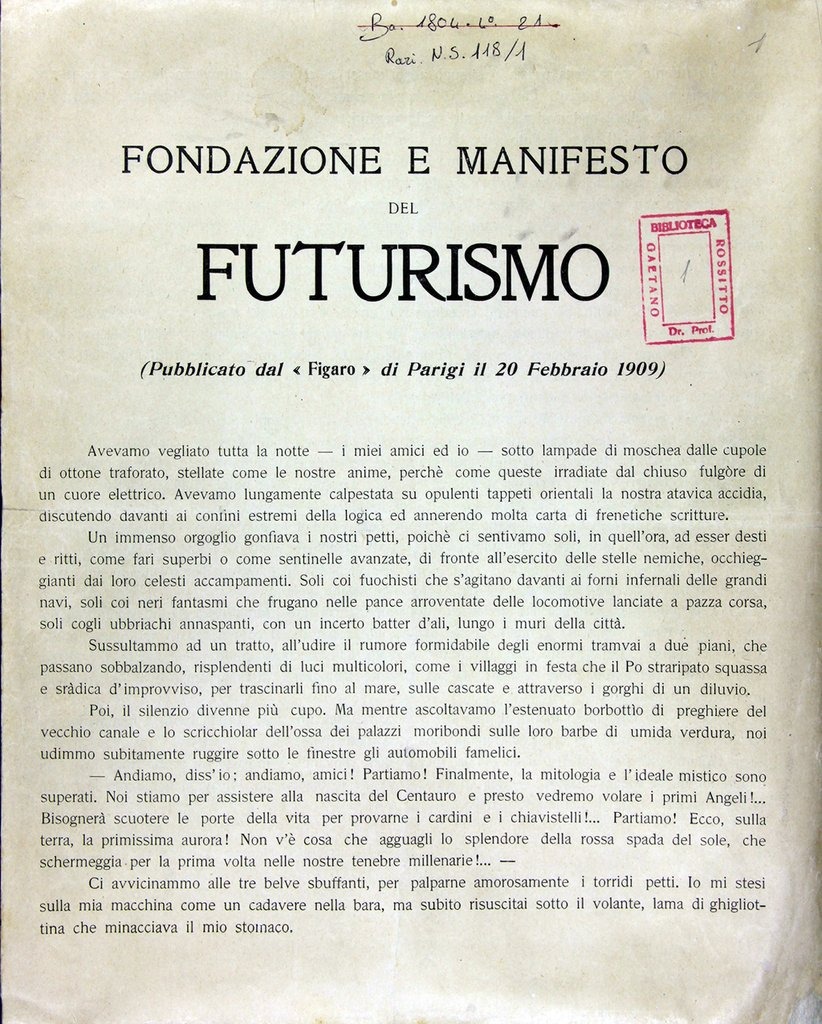 Ba. 1804. 4º 21
Rari. N.S. 118/1
1
FONDAZIONE E MANIFESTO
DEL
FUTURISMO
BIBLIOTECA
GAETANO
ROSSITTO
1
Dr. Prof.
(Pubblicato dal « Figaro » di Parigi il 20 Febbraio 1909)
Avevamo vegliato tutta la notte — i miei amici ed io — sotto lampade di moschea dalle cupole
di ottone traforato, stellate come le nostre anime, perchè come queste irradiate dal chiuso fulgòre di
un cuore elettrico. Avevamo lungamente calpestata su opulenti tappeti orientali la nostra atavica accidia,
discutendo davanti ai confini estremi della logica ed annerendo molta carta di frenetiche scritture.
Un immenso orgoglio gonfiava i nostri petti, poichè ci sentivamo soli, in quell'ora, ad esser desti
e ritti, come fari superbi o come sentinelle avanzate, di fronte all'esercito delle stelle nemiche, occhieg-
gianti dai loro celesti accampamenti. Soli coi fuochisti che s'agitano davanti ai forni infernali delle grandi
navi, soli coi neri fantasmi che frugano nelle pance arroventate delle locomotive lanciate a pazza corsa,
soli cogli ubbriachi annaspanti, con un incerto batter d'ali, lungo i muri della città.
Sussultammo ad un tratto, all'udire il rumore formidabile degli enormi tramvai a due piani, che
passano sobbalzando, risplendenti di luci multicolori, come i villaggi in festa che il Po straripato squassa
e sràdica d'improvviso, per trascinarli fino al mare, sulle cascate e attraverso i gorghi di un diluvio.
Poi, il silenzio divenne più cupo. Ma mentre ascoltavamo l'estenuato borbottìo di preghiere del
vecchio canale e lo scricchiolar dell'ossa dei palazzi moribondi sulle loro barbe di umida verdura, noi
udimmo subitamente ruggire sotto le finestre gli automobili famelici.
— Andiamo, diss'io; andiamo, amici! Partiamo! Finalmente, la mitologia e l'ideale mistico sono
superati. Noi stiamo per assistere alla nascita del Centauro e presto vedremo volare i primi Angeli!...
Bisognerà scuotere le porte della vita per provarne i cardini e i chiavistelli!... Partiamo! Ecco, sulla
terra, la primissima aurora! Non v'è cosa che agguagli lo splendore della rossa spada del sole, che
schermeggia per la prima volta nelle nostre tenebre millenarie!... —
Ci avvicinammo alle tre belve sbuffanti, per palparne amorosamente i torridi petti. Io mi stesi
sulla mia macchina come un cadavere nella bara, ma subito risuscitai sotto il volante, lama di ghigliot-
tina che minacciava il mio stomaco.